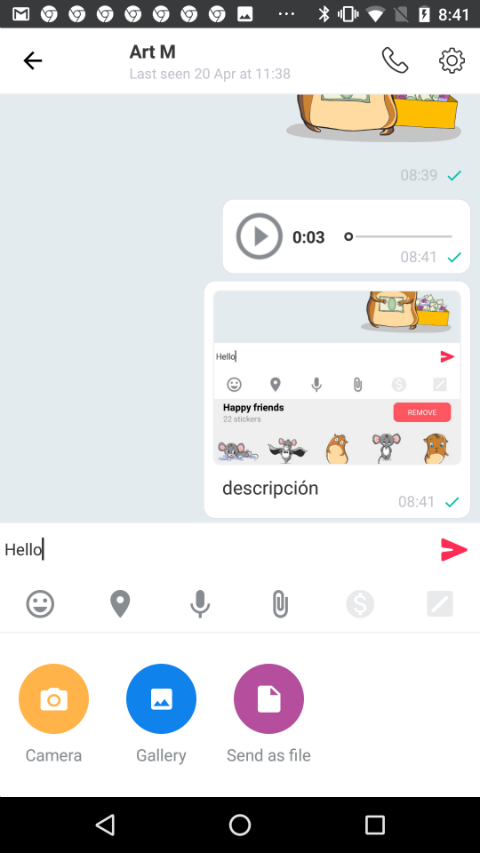 8:41
Art M
Last seen 20 Apr at 11:38
08:39
0:03
08:41
Hello
Happy friends
22 stickers
REMOVE
descripción
08:41
Hello
Camera
Gallery
Send as file